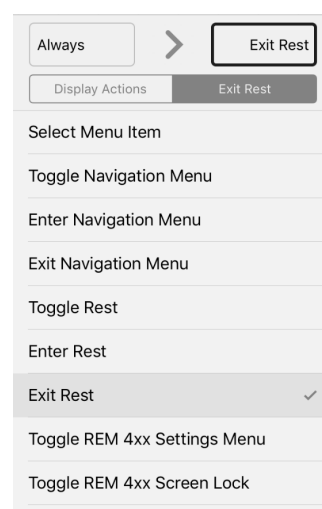 Always
Exit Rest
Display Actions
Exit Rest
Select Menu Item
Toggle Navigation Menu
Enter Navigation Menu
Exit Navigation Menu
Toggle Rest
Enter Rest
Exit Rest
Toggle REM 4xx Settings Menu
Toggle REM 4xx Screen Lock